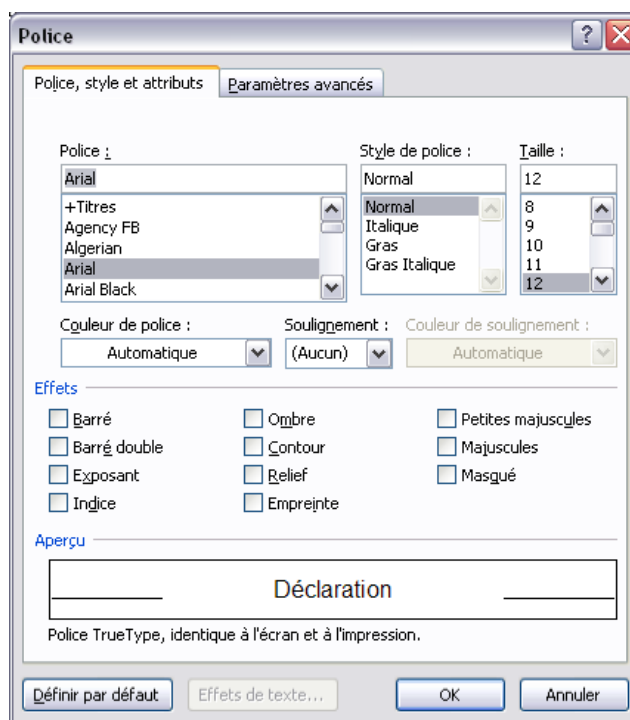 Police
Police, style et attributs Paramètres avancés
Police : Style de police : Taille :
Arial Normal 12
+Titres Normal 8
Agency FB Italique 9
Algerian Gras 10
Arial Gras Italique 11
Arial Black 12
Couleur de police : Soulignement : Couleur de soulignement :
Automatique (Aucun) Automatique
Effets
Barré Ombre Petites majuscules
Barré double Contour Majuscules
Exposant Relief Masqué
Indice Empreinte
Aperçu
Déclaration
Police TrueType, identique à l'écran et à l'impression.
Définir par défaut Effets de texte... OK Annuler